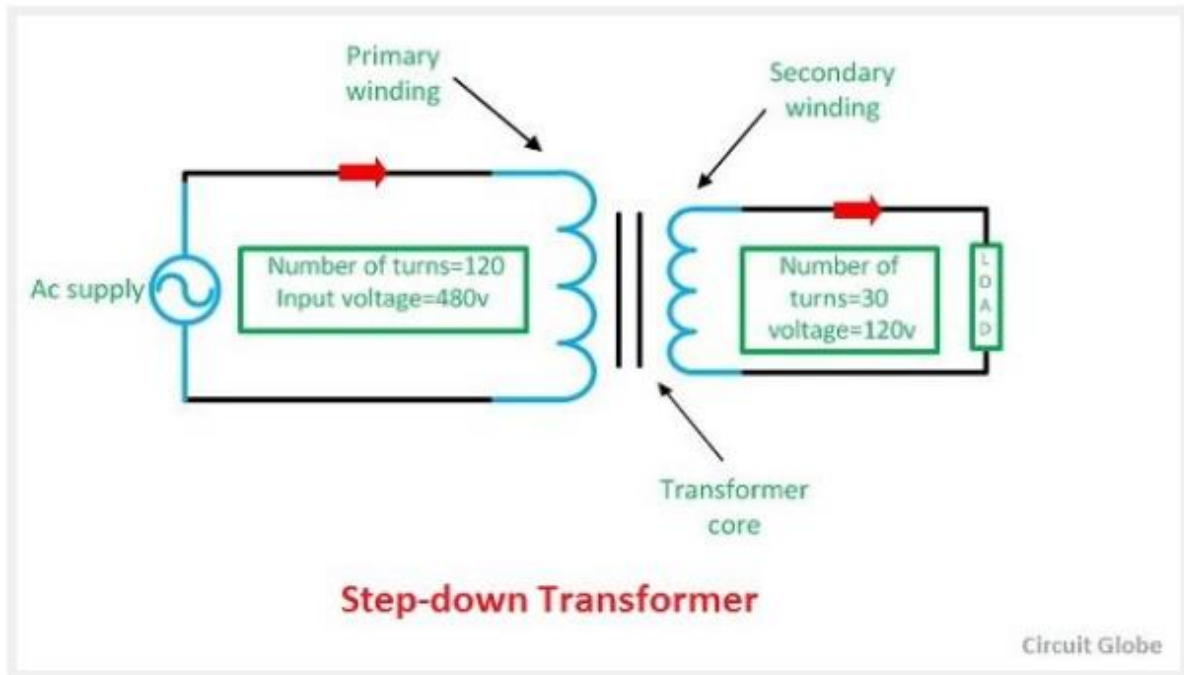 Primary
winding
Secondary
winding
Ac supply
Number of turns=120
Input voltage=480v
Number of
turns=30
voltage=120v
LOAD
Transformer
core
Step-down Transformer
Circuit Globe